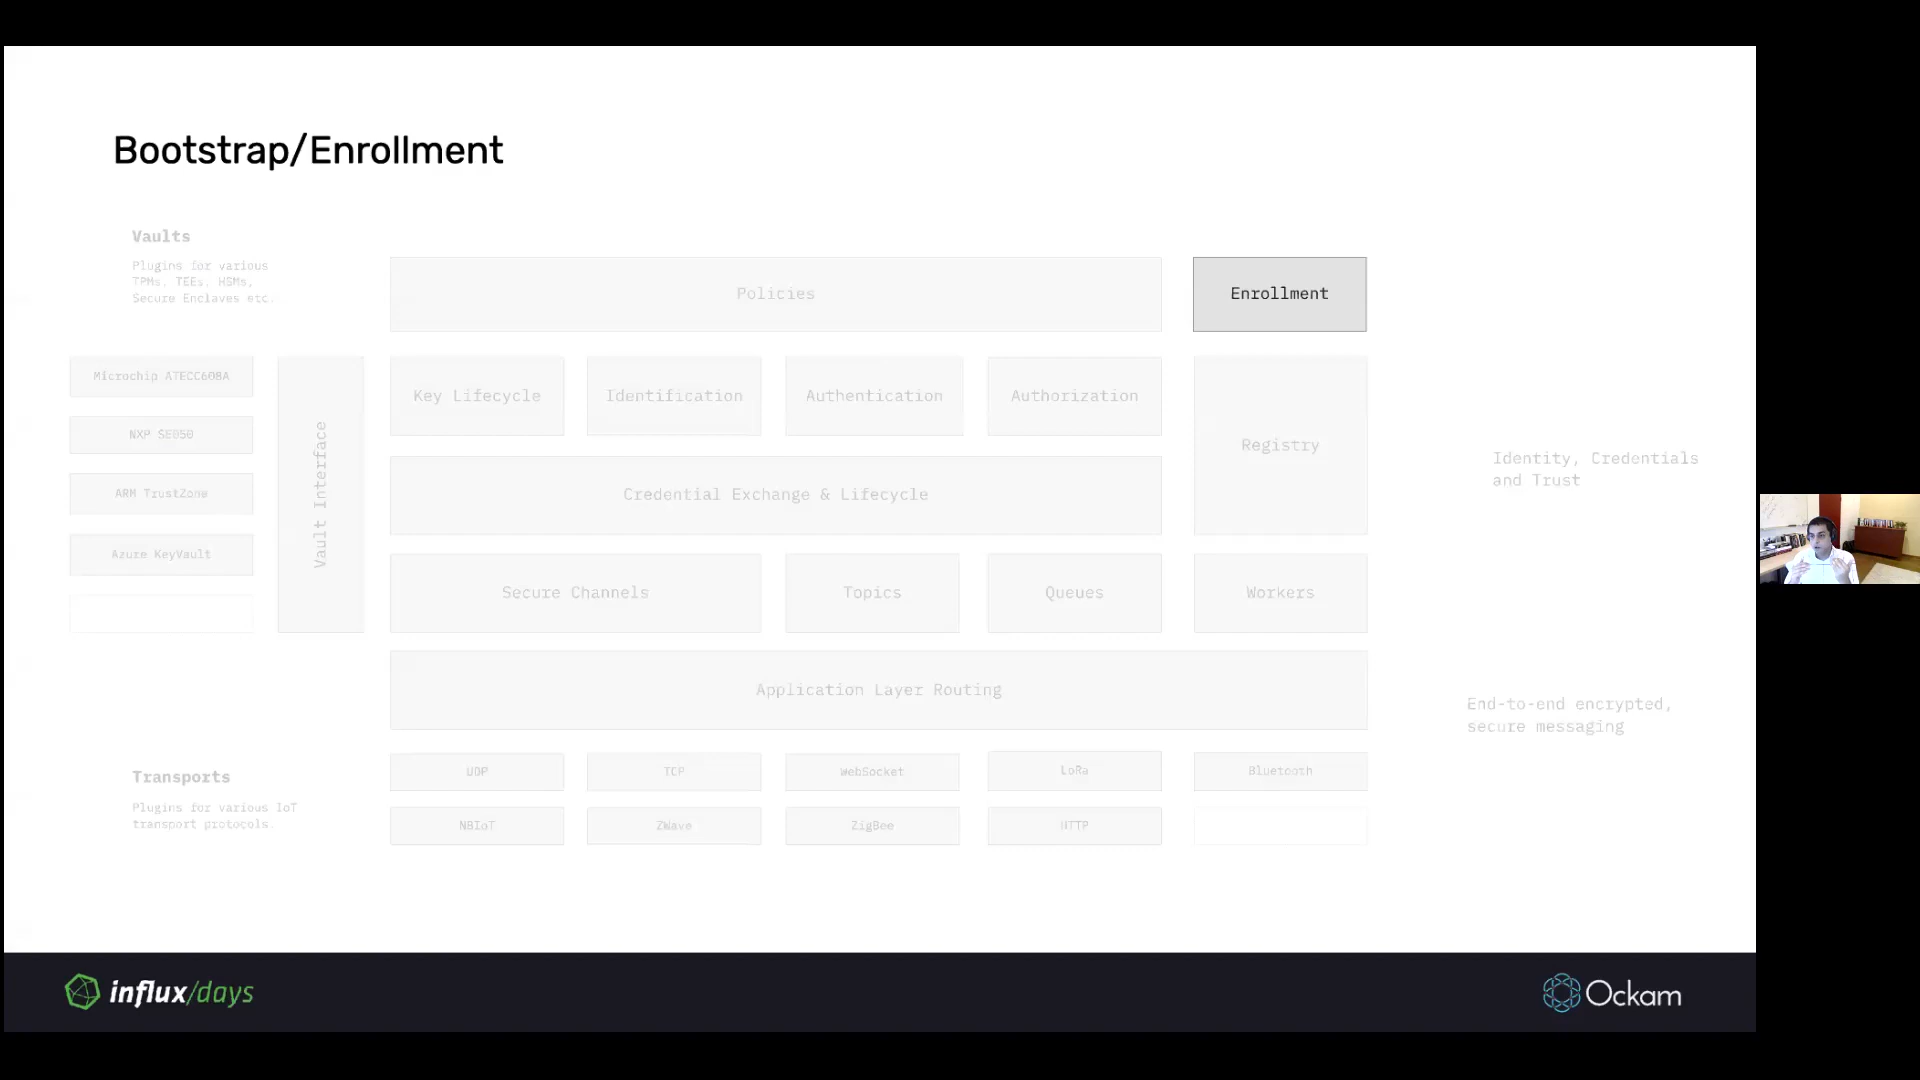 Bootstrap/Enrollment
Vaults
Plugins for various
TPMs, TEEs, HSMs,
Secure Enclaves etc.
Policies
Enrollment
Microchip ATECC608A
NXP SE050
ARM TrustZone
Azure KeyVault
Vault Interface
Key Lifecycle
Identification
Authentication
Authorization
Registry
Credential Exchange & Lifecycle
Identity, Credentials
and Trust
Secure Channels
Topics
Queues
Workers
Application Layer Routing
End-to-end encrypted,
secure messaging
Transports
Plugins for various IoT
transport protocols.
UDP
TCP
WebSocket
LoRa
Bluetooth
NBIoT
ZWave
ZigBee
HTTP
influx/days
Ockam